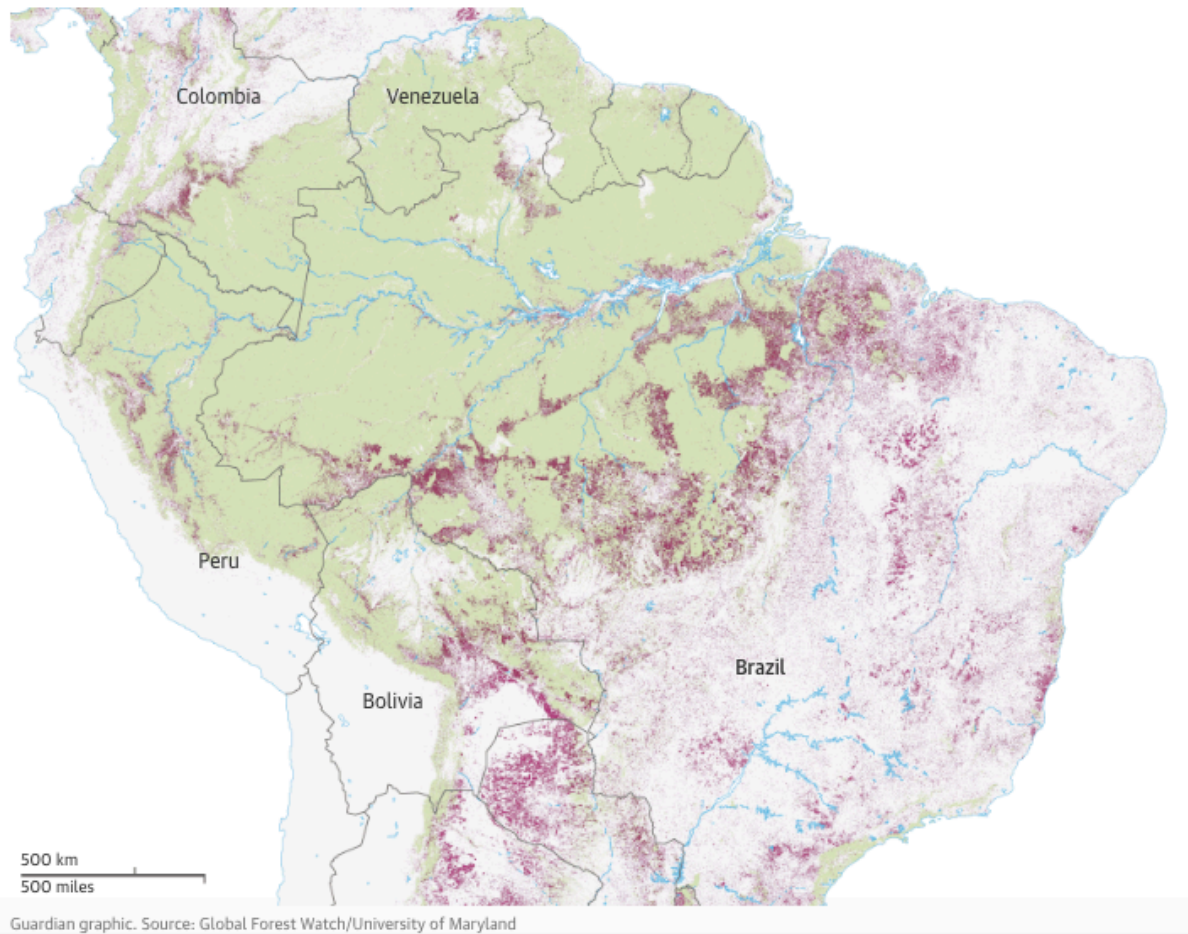 Colombia
Venezuela
Peru
Brazil
Bolivia
500 km
500 miles
Guardian graphic. Source: Global Forest Watch/University of Maryland